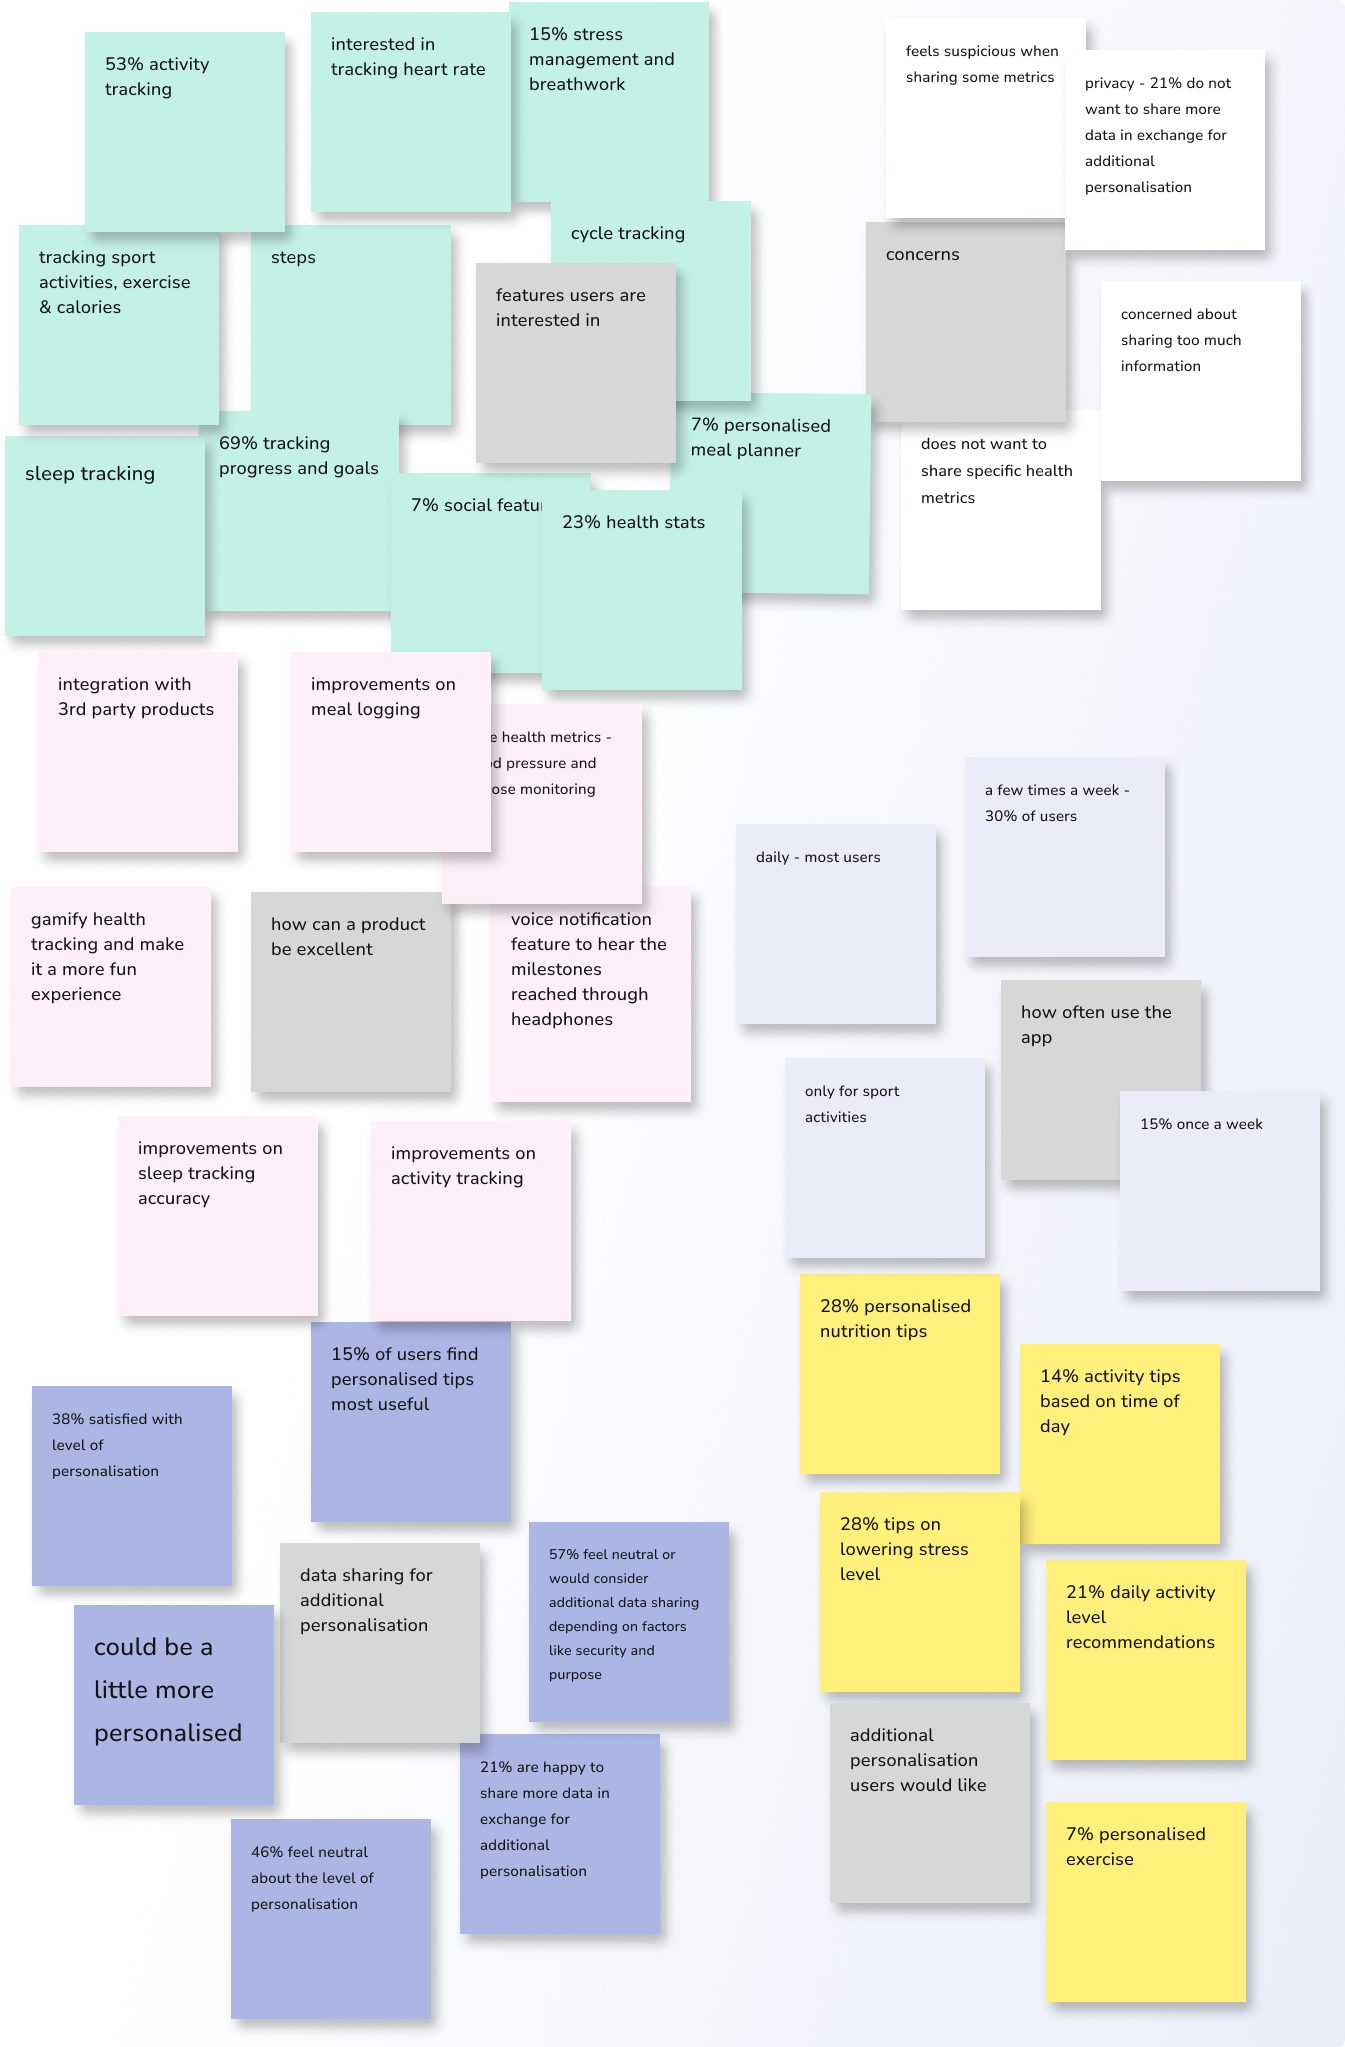 53% activity
tracking
interested in
tracking heart rate
15% stress
management and
breathwork
tracking sport
activities, exercise
& calories
steps
cycle tracking
features users are
interested in
sleep tracking
69% tracking
progress and goals
7% social
23% health stats
7% personalised
meal planner
feels suspicious when
sharing some metrics
privacy - 21% do not
want to share more
data in exchange for
additional
personalisation
concerns
concerned about
sharing too much
information
does not want to
share specific health
metrics
integration with
3rd party products
improvements on
meal logging
health metrics -
pressure and
monitoring
gamify health
tracking and make
it a more fun
experience
how can a product
be excellent
voice notification
feature to hear the
milestones
reached through
headphones
improvements on
sleep tracking
accuracy
improvements on
activity tracking
a few times a week -
30% of users
daily - most users
how often use the
app
only for sport
activities
15% once a week
15% of users find
personalised tips
most useful
38% satisfied with
level of
personalisation
data sharing for
additional
personalisation
57% feel neutral or
would consider
additional data sharing
depending on factors
like security and
purpose
could be a
little more
personalised
21% are happy to
share more data in
exchange for
additional
personalisation
46% feel neutral
about the level of
personalisation
28% personalised
nutrition tips
14% activity tips
based on time of
day
28% tips on
lowering stress
level
21% daily activity
level
recommendations
additional
personalisation
users would like
7% personalised
exercise